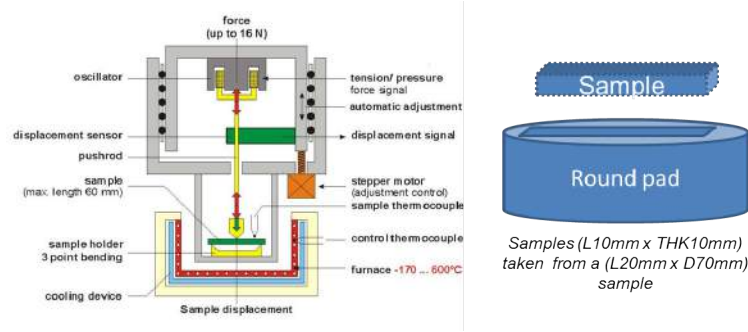 force
(up to 16 N)
oscillator
tension/ pressure
force signal
automatic adjustment
displacement sensor
displacement signal
pushrod
sample
(max. length 60 mm)
stepper motor
(adjustment control)
sample thermocouple
sample holder
3 point bending
control thermocouple
furnace -170 ... 600°C
cooling device
Sample displacement
Sample
Round pad
Samples (L10mm x THK10mm)
taken from a (L20mm x D70mm)
sample